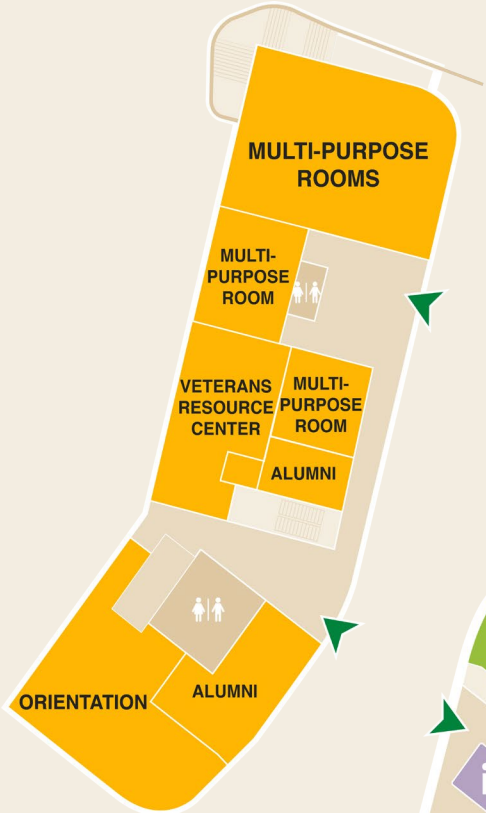 MULTI-PURPOSE
ROOMS
MULTI-
PURPOSE
ROOM
VETERANS
RESOURCE
CENTER
MULTI-
PURPOSE
ROOM
ALUMNI
ORIENTATION
ALUMNI